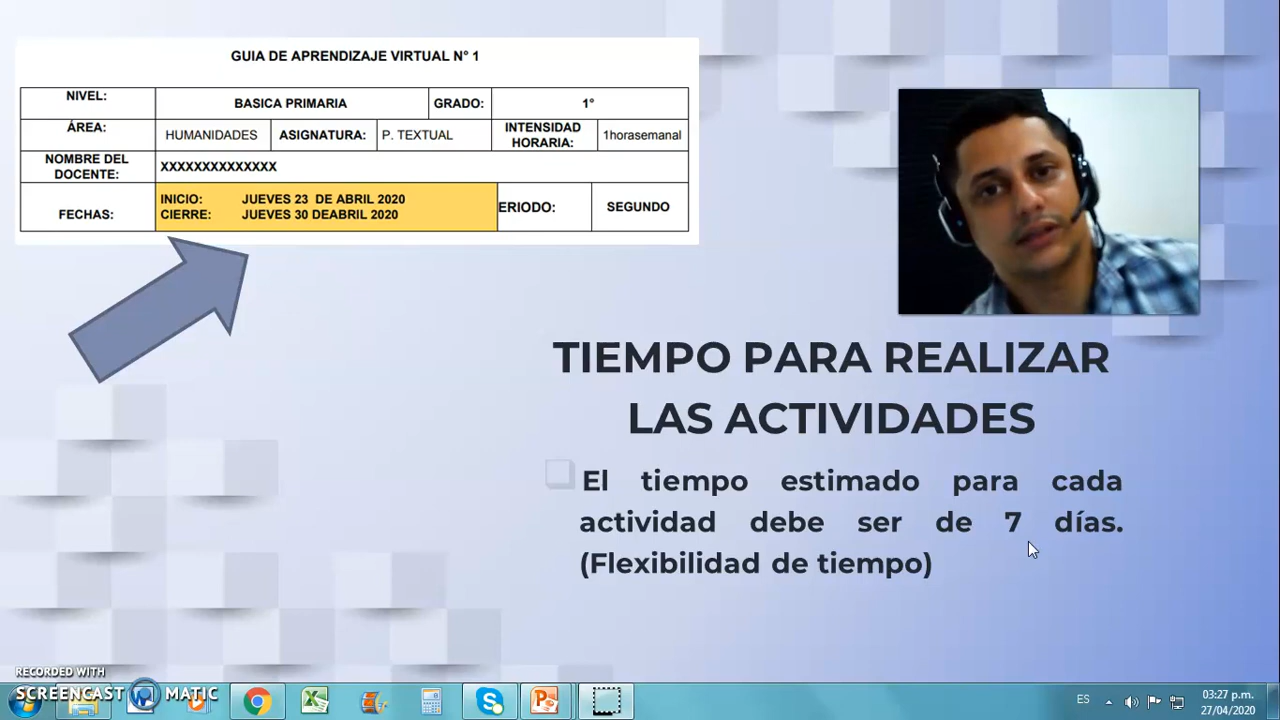 GUIA DE APRENDIZAJE VIRTUAL N° 1
NIVEL: BASICA PRIMARIA GRADO: 1°
ÁREA: HUMANIDADES ASIGNATURA: P. TEXTUAL INTENSIDAD HORARIA: 1horasemanal
NOMBRE DEL DOCENTE: XXXXXXXXXXXXXX
FECHAS: INICIO: JUEVES 23 DE ABRIL 2020
CIERRE: JUEVES 30 DEABRIL 2020
ERIODO: SEGUNDO
TIEMPO PARA REALIZAR
LAS ACTIVIDADES
El tiempo estimado para cada
actividad debe ser de 7 días.
(Flexibilidad de tiempo)
RECORDED WITH
SCREENCAST MATIC
ES
03:27 p.m.
27/04/2020